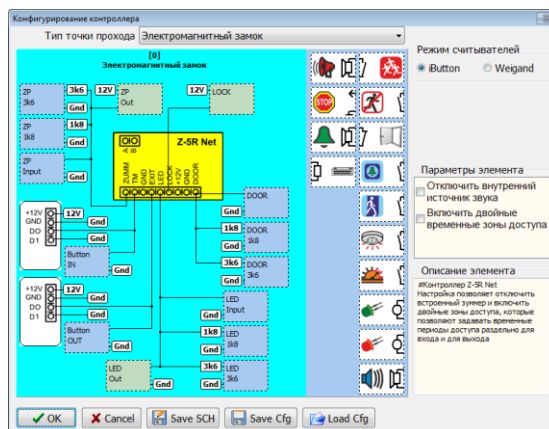 Конфигурирование контроллера
Тип точки прохода
Электромагнитный замок
[0]
Электромагнитный замок
ZP
3k6
3k6
Gnd
12V
ZP
Out
12V
LOCK
ZP
1k8
1k8
Gnd
ZP
Input
Gnd
Z-5R Net
A
B
ZUMM
TM
GND
EXIT
LED
LOCK
+12V
GND
DOOR
+12V
GND
DO
D1
12V
Gnd
Button
IN
Gnd
+12V
GND
DO
D1
12V
Gnd
Button
OUT
Gnd
DOOR
Gnd
1k8
Gnd
DOOR
1k8
3k6
Gnd
DOOR
3k6
LED
Input
Gnd
1k8
Gnd
LED
1k8
3k6
Gnd
LED
3k6
LED
Out
Gnd
STOP
Режим считывателей
iButton
Weigand
Параметры элемента
Отключить внутренний
источник звука
Включить двойные
временные зоны доступа
Описание элемента
#Контроллер Z-5R Net
Настройка позволяет отключить
встроенный зуммер и включить
двойные зоны доступа, которые
позволяют задавать временные
периоды доступа раздельно для
входа и для выхода
OK
Cancel
Save SCH
Save Cfg
Load Cfg